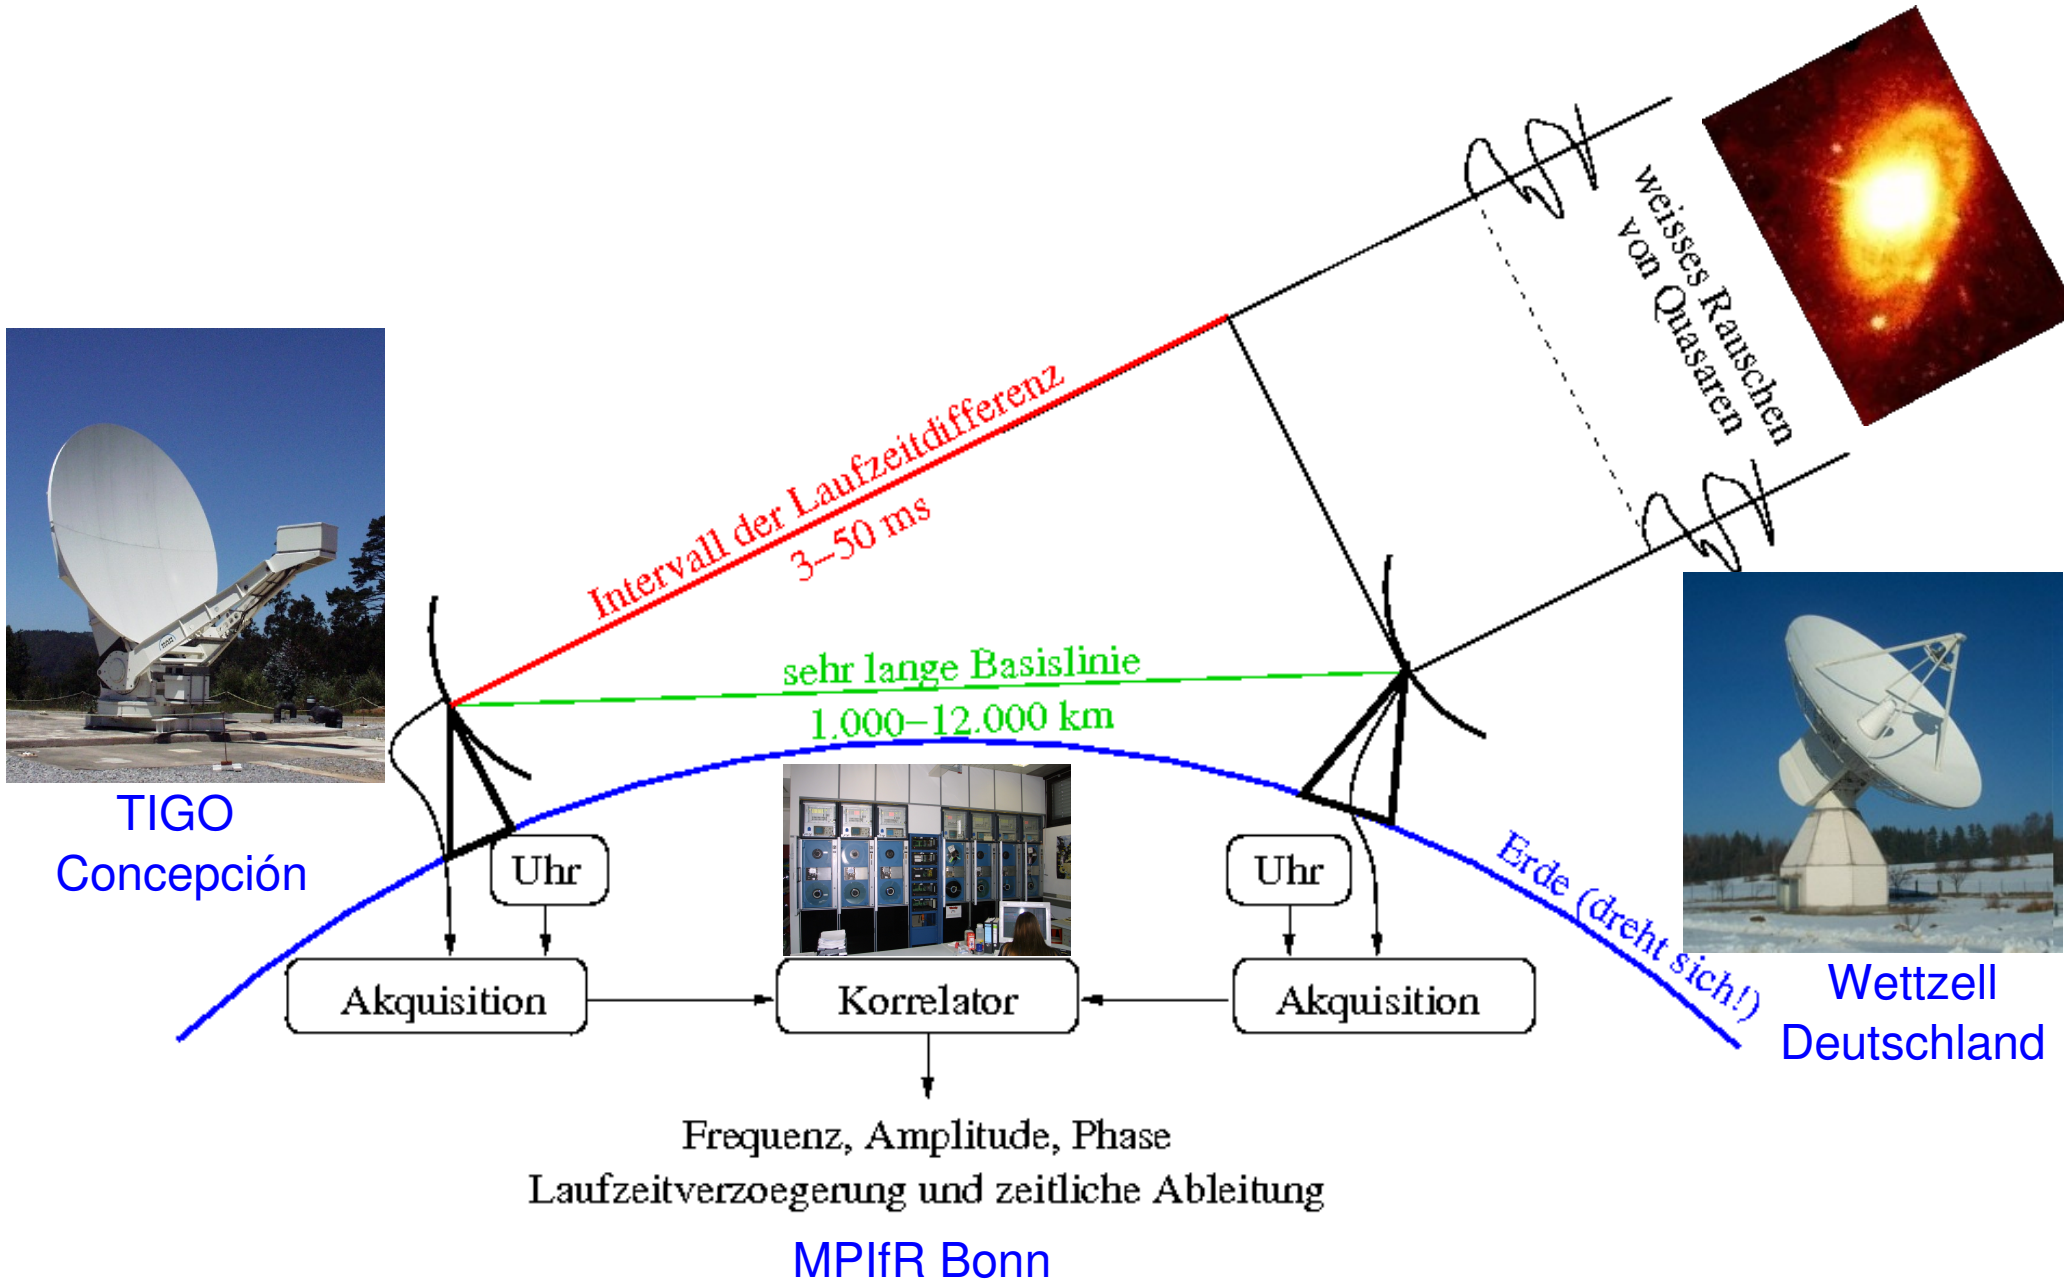 weisses Rauschen
von Quasaren
Intervall der Laufzeitdifferenz
3–50 ms
sehr lange Basislinie
1.000–12.000 km
TIGO
Concepción
Uhr
Uhr
Erde (dreht sich!)
Wettzell
Deutschland
Akquisition
Korrelator
Akquisition
Frequenz, Amplitude, Phase
Laufzeitverzoegerung und zeitliche Ableitung
MPIfR Bonn